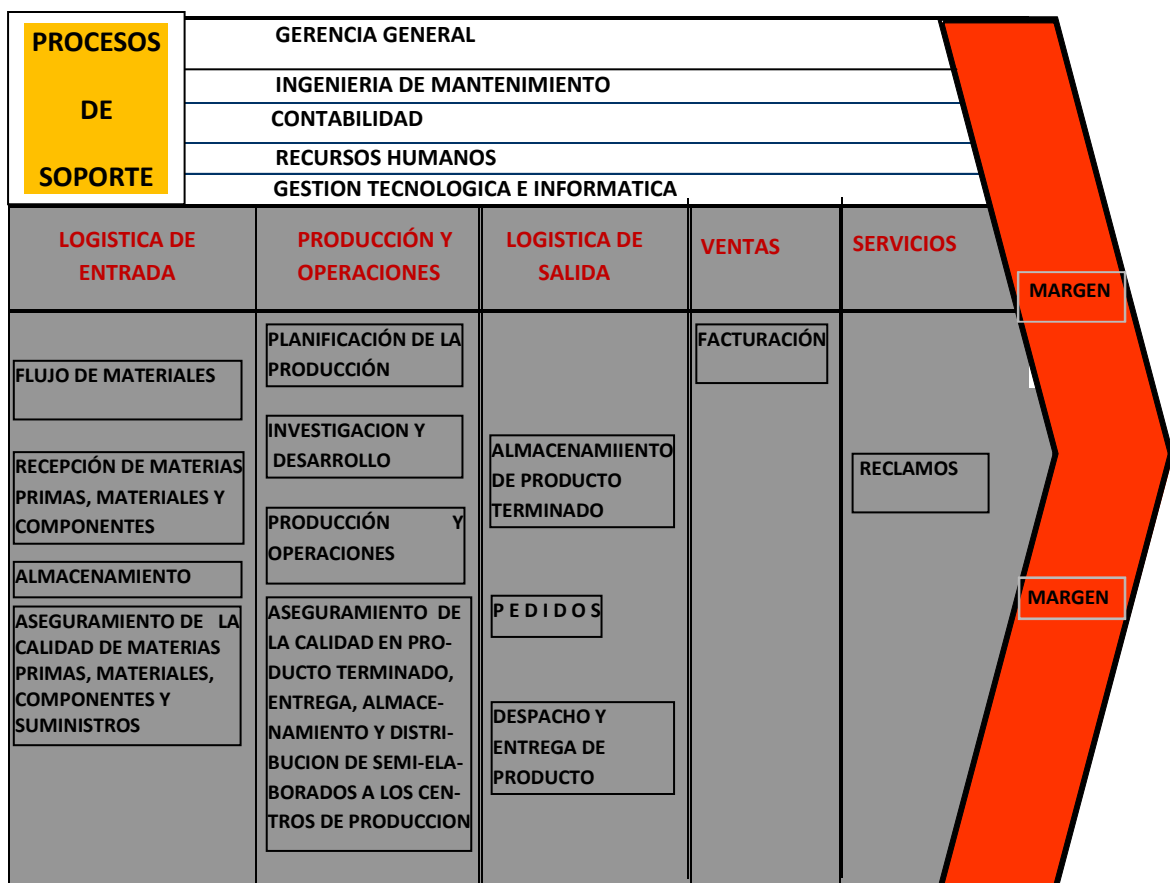 PROCESOS
DE
SOPORTE
GERENCIA GENERAL
INGENIERIA DE MANTENIMIENTO
CONTABILIDAD
RECURSOS HUMANOS
GESTION TECNOLOGICA E INFORMATICA
LOGISTICA DE
ENTRADA
PRODUCCIÓN Y
OPERACIONES
LOGISTICA DE
SALIDA
VENTAS
SERVICIOS
MARGEN
FLUJO DE MATERIALES
RECEPCIÓN DE MATERIAS
PRIMAS, MATERIALES Y
COMPONENTES
ALMACENAMIENTO
ASEGURAMIENTO DE LA
CALIDAD DE MATERIAS
PRIMAS, MATERIALES,
COMPONENTES Y
SUMINISTROS
PLANIFICACIÓN DE LA
PRODUCCIÓN
INVESTIGACION Y
DESARROLLO
PRODUCCIÓN Y
OPERACIONES
ASEGURAMIENTO DE
LA CALIDAD EN PRO-
DUCTO TERMINADO,
ENTREGA, ALMACE-
NAMIENTO Y DISTRI-
BUCION DE SEMI-ELA-
BORADOS A LOS CEN-
TROS DE PRODUCCION
ALMACENAMIIENTO
DE PRODUCTO
TERMINADO
P E D I D O S
DESPACHO Y
ENTREGA DE
PRODUCTO
FACTURACIÓN
RECLAMOS
MARGEN